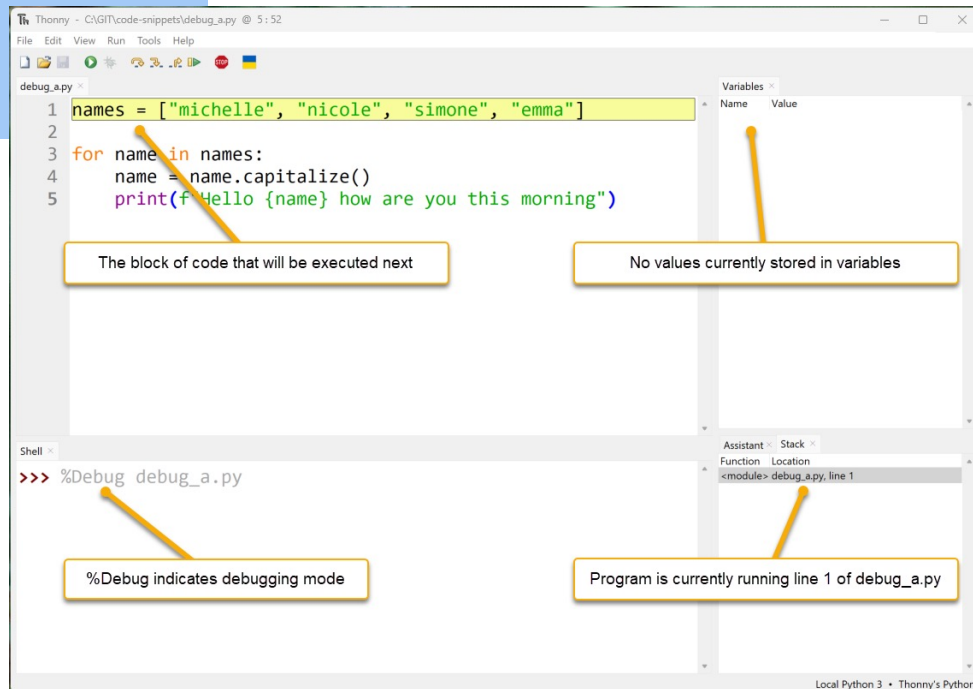 Th Thonny - C:\GIT\code-snippets\debug_a.py @ 5:52
File Edit View Run Tools Help
STOP
debug_a.py ×
Variables ×
Name Value
1 names = ["michelle", "nicole", "simone", "emma"]
2
3 for name in names:
4 name = name.capitalize()
5 print(f"Hello {name} how are you this morning")
The block of code that will be executed next
No values currently stored in variables
Shell ×
>>> %Debug debug_a.py
Assistant × Stack ×
Function Location
<module> debug_a.py, line 1
%Debug indicates debugging mode
Program is currently running line 1 of debug_a.py
Local Python 3 • Thonny's Python